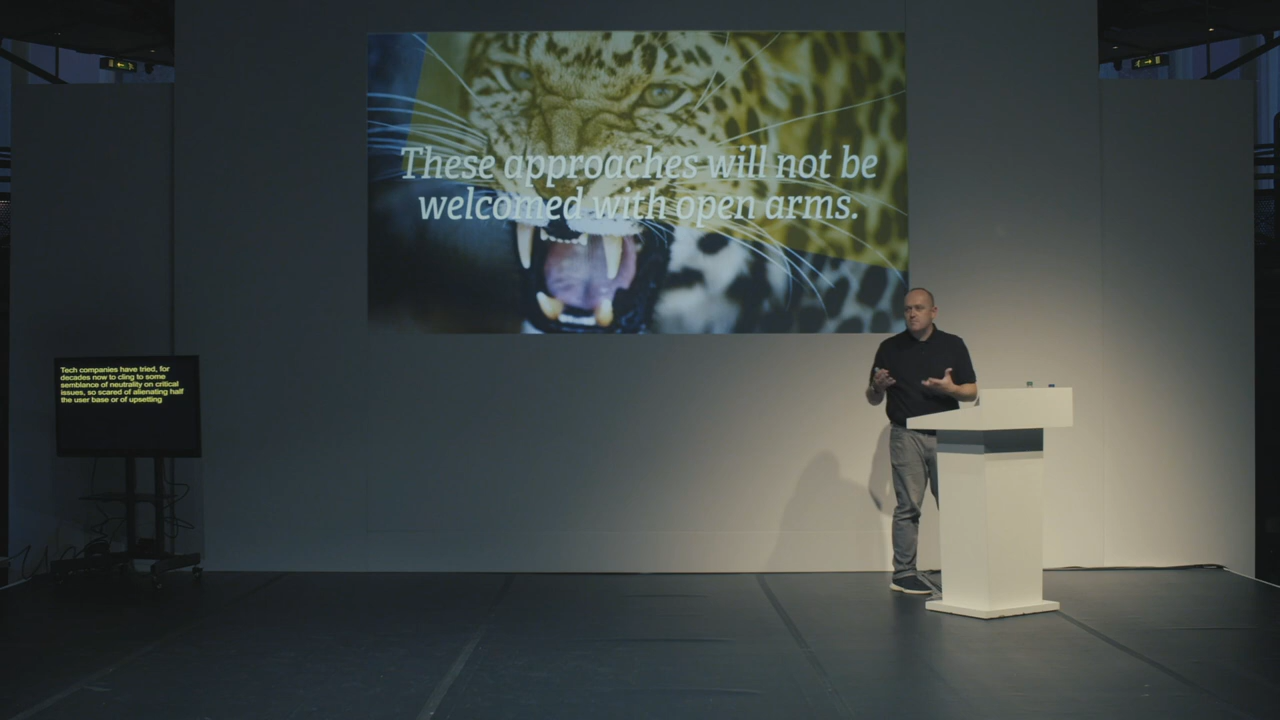 These approaches will not be
welcomed with open arms.
Tech companies have tried, for
decades now to cling to some
semblance of neutrality on critical
issues, so scared of alienating half
the user base or of upsetting